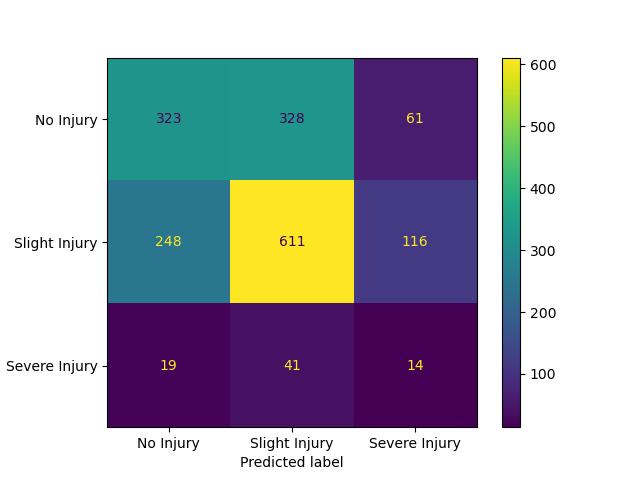 600
No Injury 323 328 61
500
400
Slight Injury 248 611 116
300
200
Severe Injury 19 41 14
100
No Injury Slight Injury Severe Injury
Predicted label